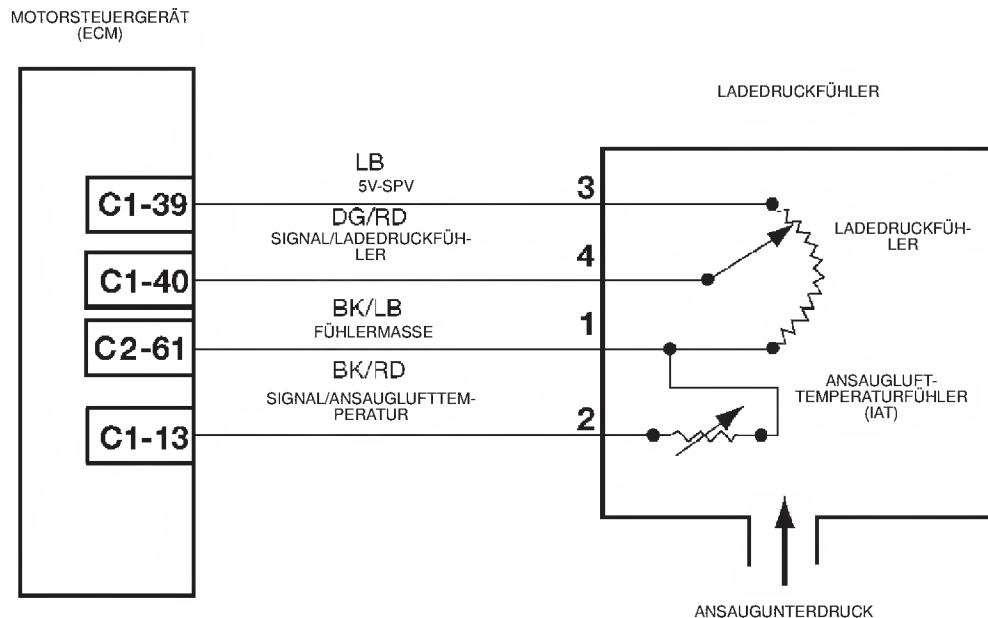 MOTORSTEUERGERÄT
(ECM)
LADEDRUCKFÜHLER
LB
5V-SPV
C1-39
3
DG/RD
SIGNAL/LADEDRUCKFÜH-
LER
LADEDRUCKFÜH-
LER
C1-40
4
BK/LB
FÜHLERMASSE
C2-61
1
BK/RD
SIGNAL/ANSAUGLUFTTEM-
PERATUR
ANSAUGLUFT-
TEMPERATURFÜHLER
(IAT)
C1-13
2
ANSAUGUNTERDRUCK